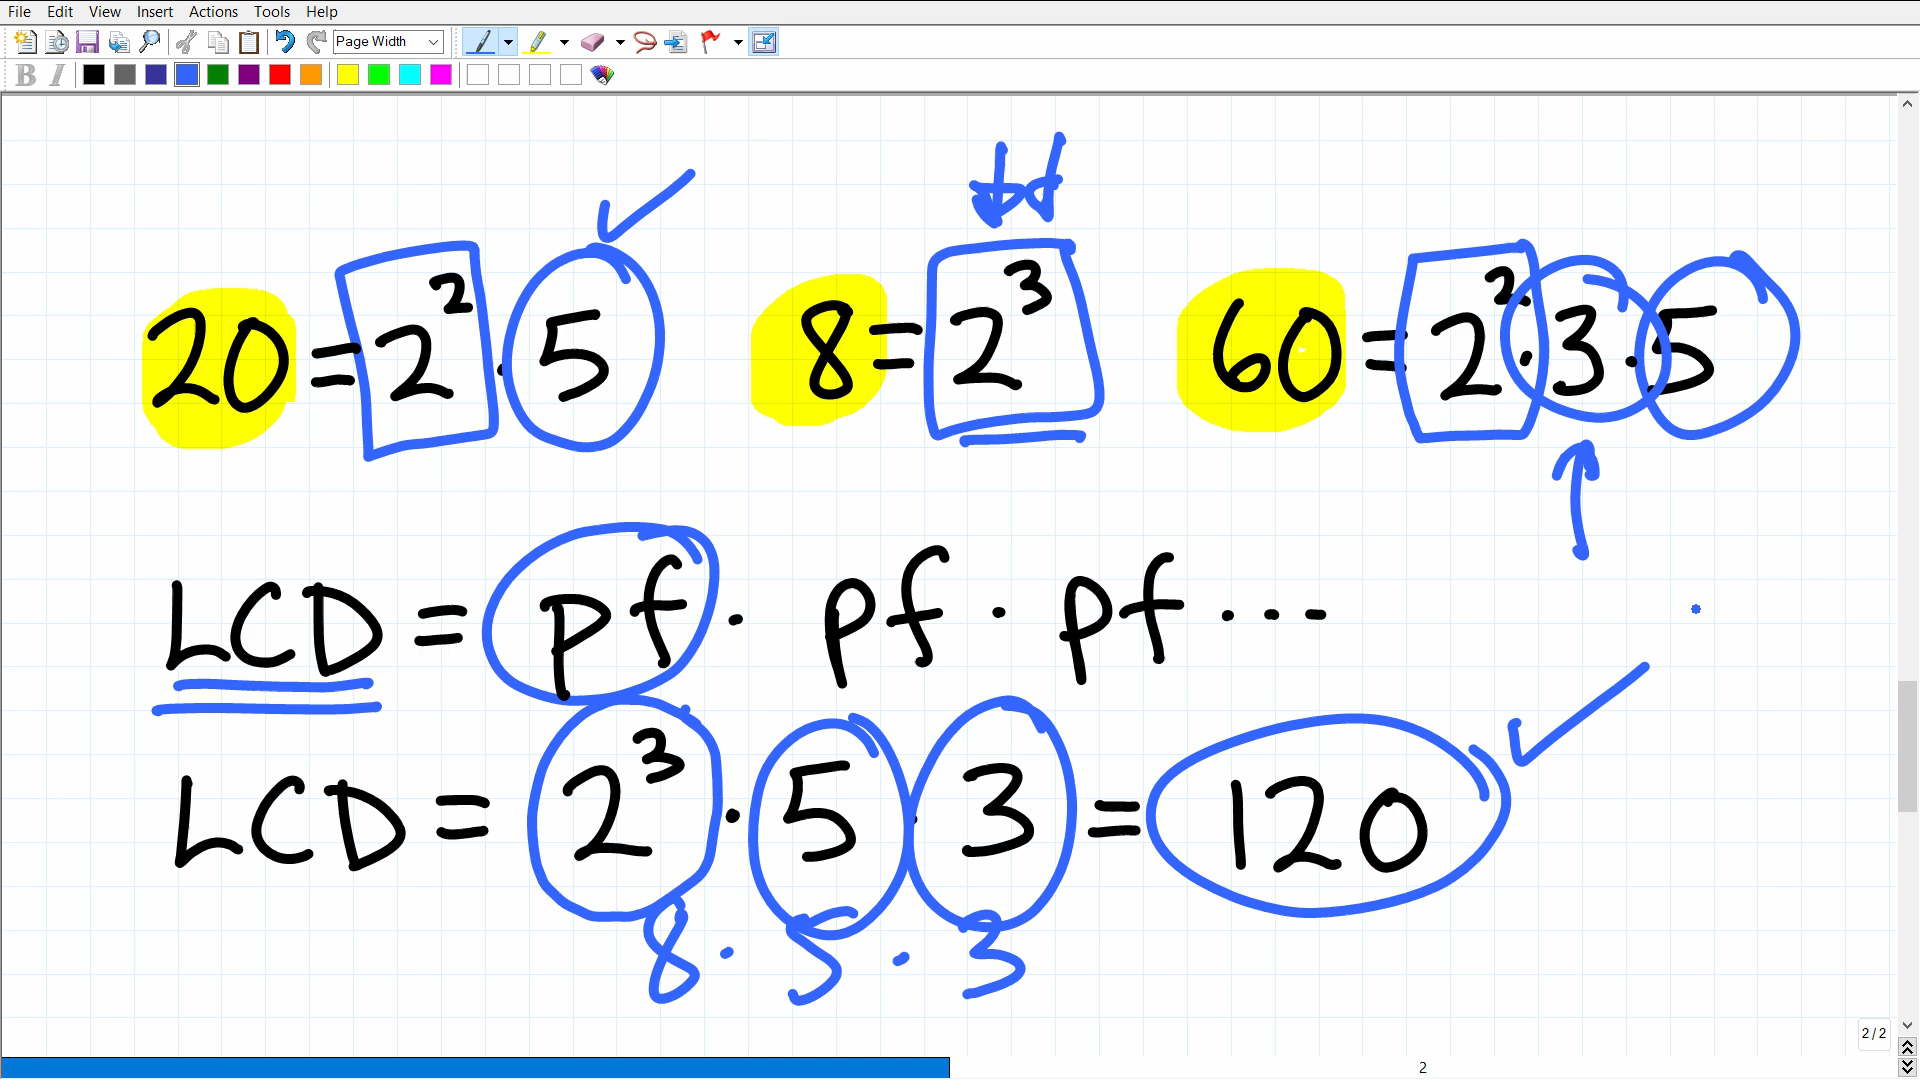 File Edit View Insert Actions Tools Help
Page Width
B I
20 = 2² · 5 8 = 2³ 60 = 2² · 3 · 5
LCD = pf · pf · pf ···
LCD = 2³ · 5 · 3 = 120
8 · 5 · 3
2 / 2
2